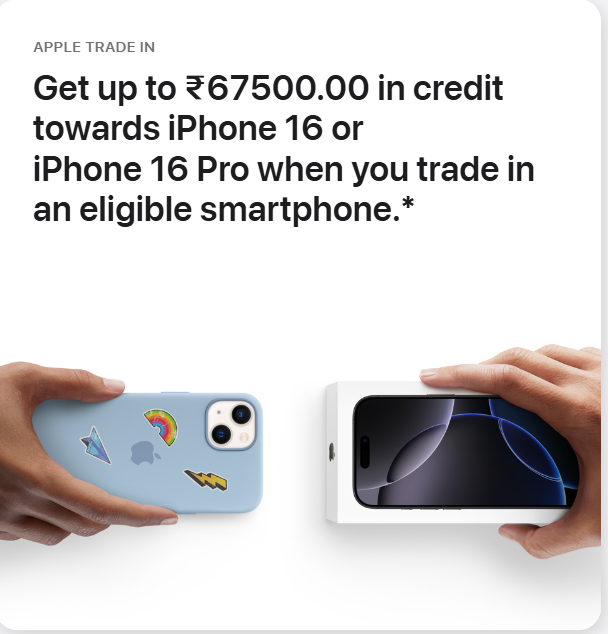 APPLE TRADE IN
Get up to ₹67500.00 in credit
towards iPhone 16 or
iPhone 16 Pro when you trade in
an eligible smartphone.*